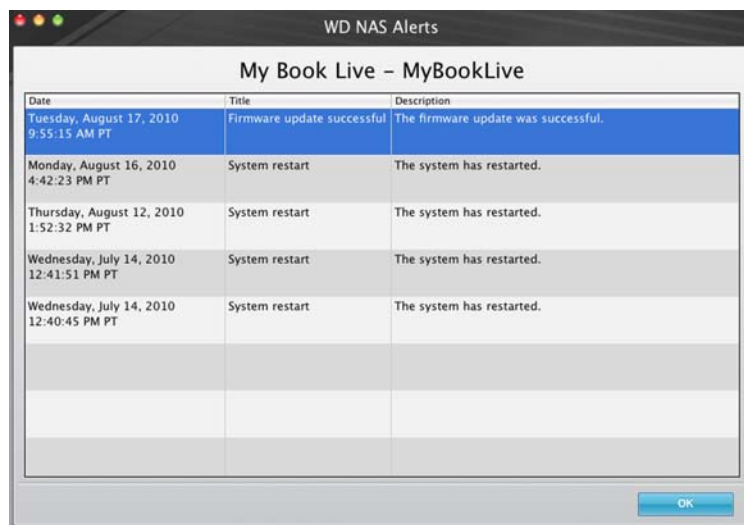 WD NAS Alerts
My Book Live – MyBookLive
Date Title Description
Tuesday, August 17, 2010 Firmware update successful The firmware update was successful.
9:55:15 AM PT
Monday, August 16, 2010 System restart The system has restarted.
4:42:23 PM PT
Thursday, August 12, 2010 System restart The system has restarted.
1:52:32 PM PT
Wednesday, July 14, 2010 System restart The system has restarted.
12:41:51 PM PT
Wednesday, July 14, 2010 System restart The system has restarted.
12:40:45 PM PT
OK